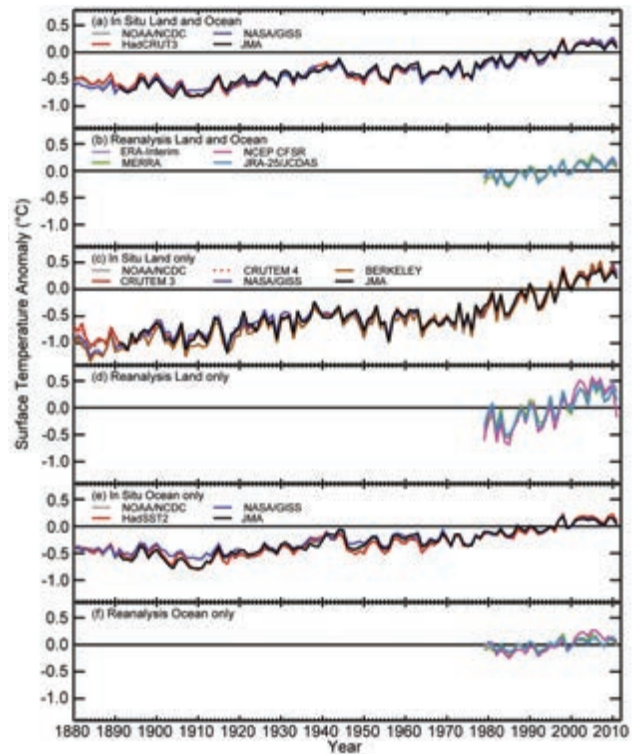 Surface Temperature Anomaly (°C)
(a) In Situ Land and Ocean
NOAA/NCDC NASA/GISS
HadCRUT3 JMA
0.5
0.0
-0.5
-1.0
(b) Reanalysis Land and Ocean
ERA-Interim NCEP CFSR
MERRA JRA-25/JCDAS
0.5
0.0
-0.5
-1.0
(c) In Situ Land only
NOAA/NCDC CRUTEM 4 BERKELEY
CRUTEM 3 NASA/GISS JMA
0.5
0.0
-0.5
-1.0
(d) Reanalysis Land only
0.5
0.0
-0.5
-1.0
(e) In Situ Ocean only
NOAA/NCDC NASA/GISS
HadSST2 JMA
0.5
0.0
-0.5
-1.0
(f) Reanalysis Ocean only
0.5
0.0
-0.5
-1.0
1880 1890 1900 1910 1920 1930 1940 1950 1960 1970 1980 1990 2000 2010
Year